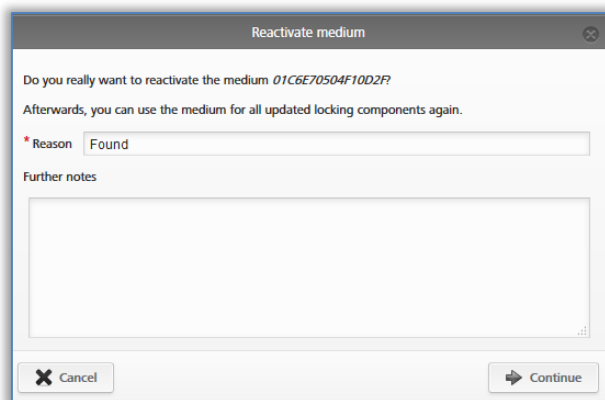 Reactivate medium
Do you really want to reactivate the medium 01C6E70504F10D2F?
Afterwards, you can use the medium for all updated locking components again.
* Reason Found
Further notes
Cancel Continue